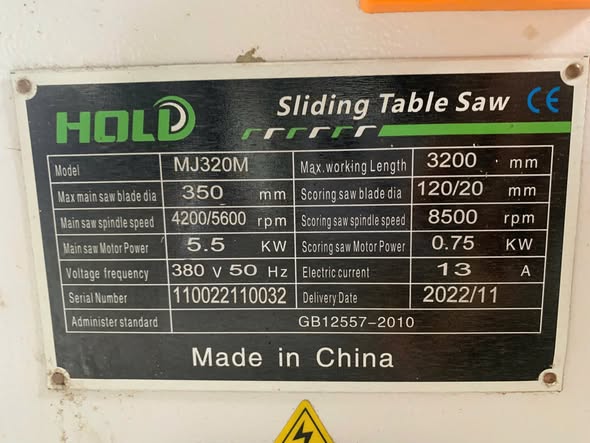 HOLD Sliding Table Saw CE
Model MJ320M Max.working Length 3200 mm
Max main saw blade dia 350 mm Scoring saw blade dia 120/20 mm
Main saw spindle speed 4200/5600 rpm Scoring saw spindle speed 8500 rpm
Main saw Motor Power 5.5 KW Scoring saw Motor Power 0.75 KW
Voltage frequency 380 V 50 Hz Electric current 13 A
Serial Number 110022110032 Delivery Date 2022/11
Administer standard GB12557-2010
Made in China